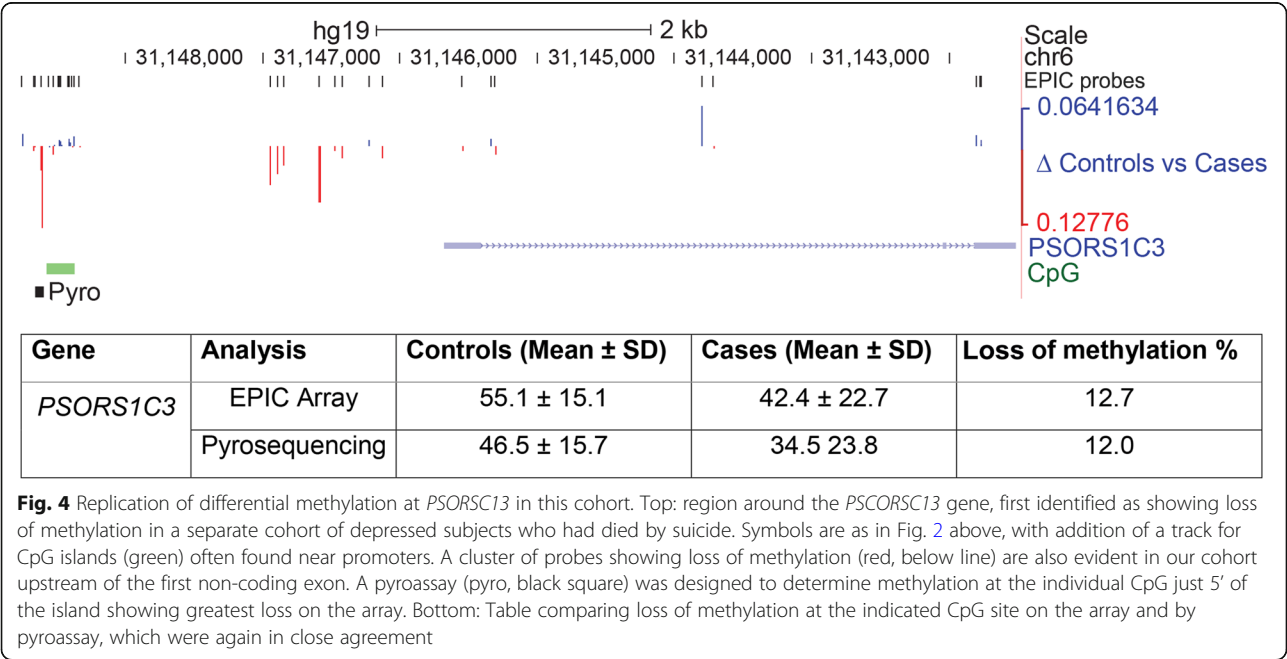 hg19 2 kb Scale
31,148,000 31,147,000 31,146,000 31,145,000 31,144,000 31,143,000 chr6
EPIC probes
0.0641634
Δ Controls vs Cases
0.12776
PSORS1C3
CpG
Pyro
Gene Analysis Controls (Mean ± SD) Cases (Mean ± SD) Loss of methylation %
PSORS1C3 EPIC Array 55.1 ± 15.1 42.4 ± 22.7 12.7
Pyrosequencing 46.5 ± 15.7 34.5 23.8 12.0
Fig. 4 Replication of differential methylation at PSORSC13 in this cohort. Top: region around the PSCORSC13 gene, first identified as showing loss
of methylation in a separate cohort of depressed subjects who had died by suicide. Symbols are as in Fig. 2 above, with addition of a track for
CpG islands (green) often found near promoters. A cluster of probes showing loss of methylation (red, below line) are also evident in our cohort
upstream of the first non-coding exon. A pyroassay (pyro, black square) was designed to determine methylation at the individual CpG just 5′ of
the island showing greatest loss on the array. Bottom: Table comparing loss of methylation at the indicated CpG site on the array and by
pyroassay, which were again in close agreement